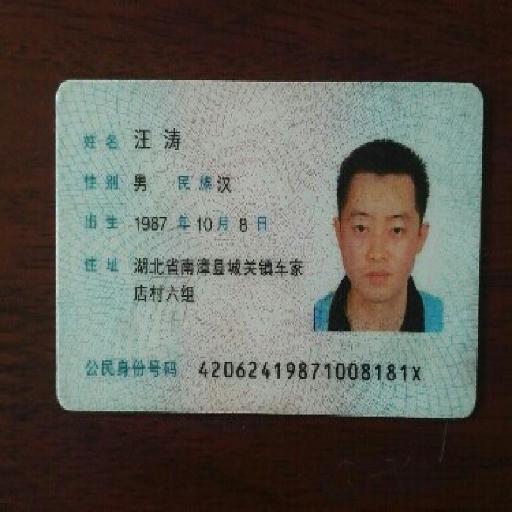 姓名 汪涛
性别 男 民族 汉
出生 1987 年 10 月 8 日
住址 湖北省南漳县城关镇车家
店村六组
公民身份号码 42062419871008181X